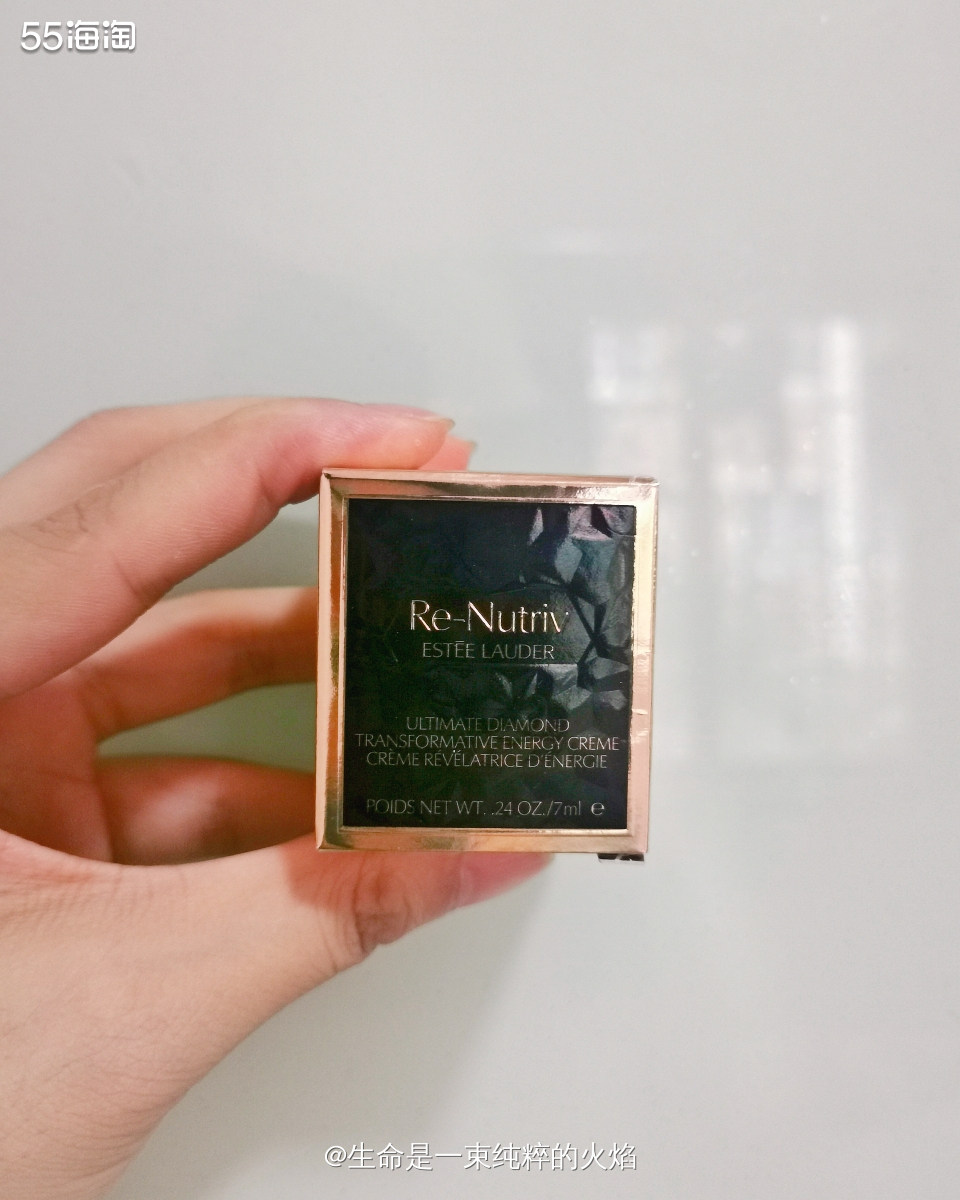 55海淘
Re-Nutriv
ESTĒE LAUDER
ULTIMATE DIAMOND
TRANSFORMATIVE ENERGY CREME
CRÈME RÉVÉLATRICE D'ÉNERGIE
POIDS NET WT. .24 OZ./7ml ℮
@生命是一束纯粹的火焰